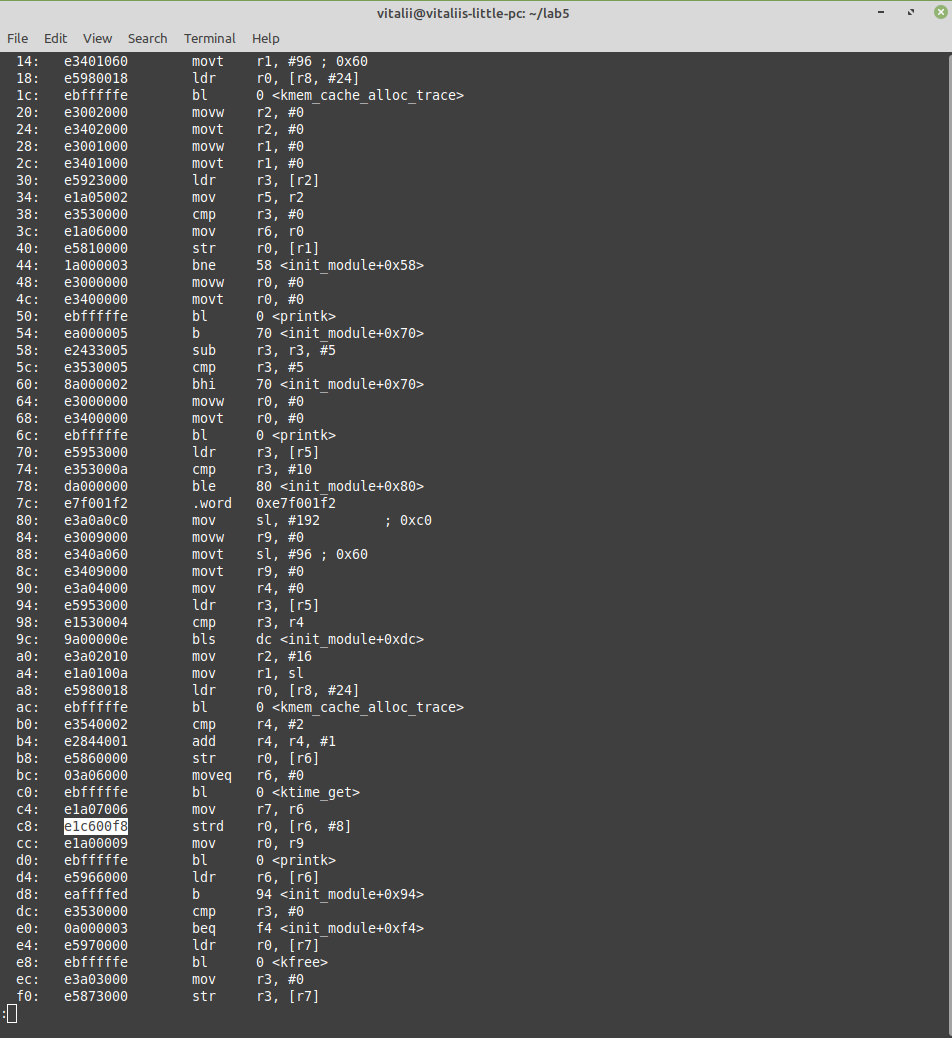 vitalii@vitaliis-little-pc: ~/lab5
File Edit View Search Terminal Help
14: e3401060 movt r1, #96 ; 0x60
18: e5980018 ldr r0, [r8, #24]
1c: ebfffffe bl 0 <kmem_cache_alloc_trace>
20: e3002000 movw r2, #0
24: e3402000 movt r2, #0
28: e3001000 movw r1, #0
2c: e3401000 movt r1, #0
30: e5923000 ldr r3, [r2]
34: e1a05002 mov r5, r2
38: e3530000 cmp r3, #0
3c: e1a06000 mov r6, r0
40: e5810000 str r0, [r1]
44: 1a000003 bne 58 <init_module+0x58>
48: e3000000 movw r0, #0
4c: e3400000 movt r0, #0
50: ebfffffe bl 0 <printk>
54: ea000005 b 70 <init_module+0x70>
58: e2433005 sub r3, r3, #5
5c: e3530005 cmp r3, #5
60: 8a000002 bhi 70 <init_module+0x70>
64: e3000000 movw r0, #0
68: e3400000 movt r0, #0
6c: ebfffffe bl 0 <printk>
70: e5953000 ldr r3, [r5]
74: e353000a cmp r3, #10
78: da000000 ble 80 <init_module+0x80>
7c: e7f001f2 .word 0xe7f001f2
80: e3a0a0c0 mov sl, #192 ; 0xc0
84: e3009000 movw r9, #0
88: e340a060 movt sl, #96 ; 0x60
8c: e3409000 movt r9, #0
90: e3a04000 mov r4, #0
94: e5953000 ldr r3, [r5]
98: e1530004 cmp r3, r4
9c: 9a00000e bls dc <init_module+0xdc>
a0: e3a02010 mov r2, #16
a4: e1a0100a mov r1, sl
a8: e5980018 ldr r0, [r8, #24]
ac: ebfffffe bl 0 <kmem_cache_alloc_trace>
b0: e3540002 cmp r4, #2
b4: e2844001 add r4, r4, #1
b8: e5860000 str r0, [r6]
bc: 03a06000 moveq r6, #0
c0: ebfffffe bl 0 <ktime_get>
c4: e1a07006 mov r7, r6
c8: e1c600f8 strd r0, [r6, #8]
cc: e1a00009 mov r0, r9
d0: ebfffffe bl 0 <printk>
d4: e5966000 ldr r6, [r6]
d8: eaffffed b 94 <init_module+0x94>
dc: e3530000 cmp r3, #0
e0: 0a000003 beq f4 <init_module+0xf4>
e4: e5970000 ldr r0, [r7]
e8: ebfffffe bl 0 <kfree>
ec: e3a03000 mov r3, #0
f0: e5873000 str r3, [r7]
: